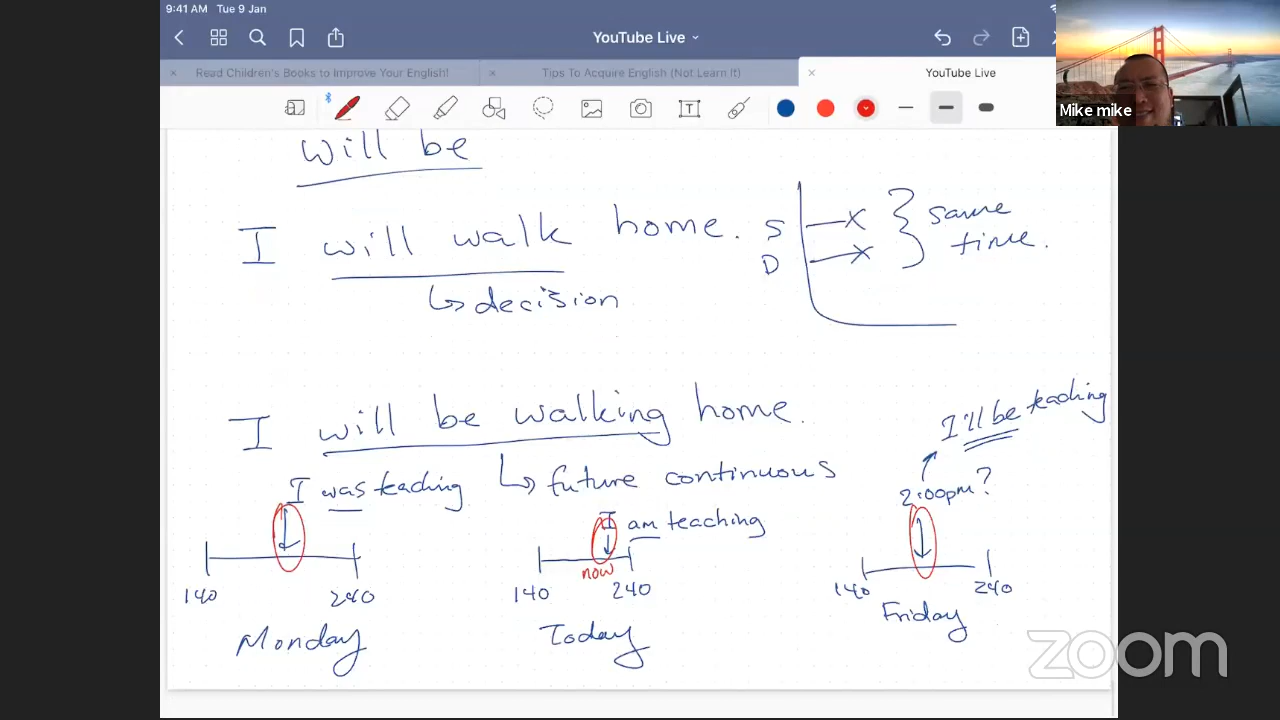 9:41 AM Tue 9 Jan
YouTube Live
Read Children's Books to Improve Your English!
Tips To Acquire English (Not Learn It)
YouTube Live
Mike mike
will be
I will walk home.
S
D
same
time.
decision
I will be walking home.
I'll be teaching
I was teaching
future continuous
2:00pm?
I am teaching
now
140
240
140
240
140
240
Monday
Today
Friday
zoom